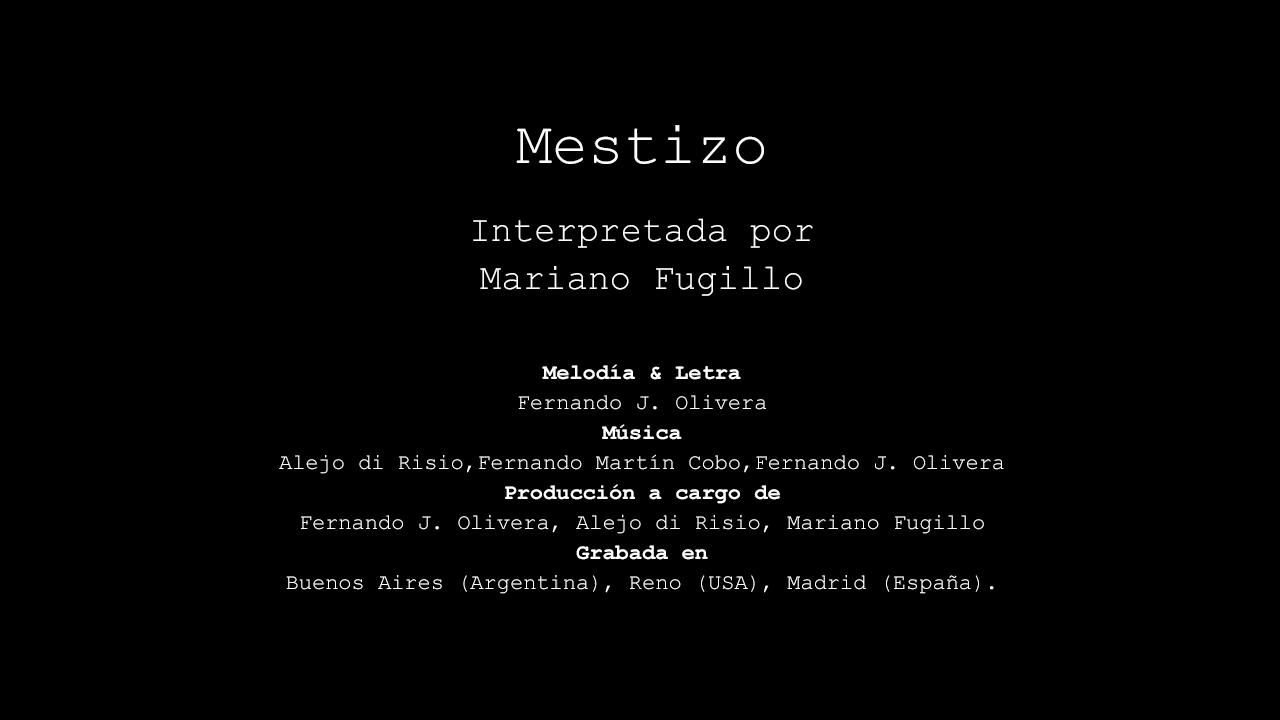 Mestizo
Interpretada por
Mariano Fugillo
Melodía & Letra
Fernando J. Olivera
Música
Alejo di Risio,Fernando Martín Cobo,Fernando J. Olivera
Producción a cargo de
Fernando J. Olivera, Alejo di Risio, Mariano Fugillo
Grabada en
Buenos Aires (Argentina), Reno (USA), Madrid (España).